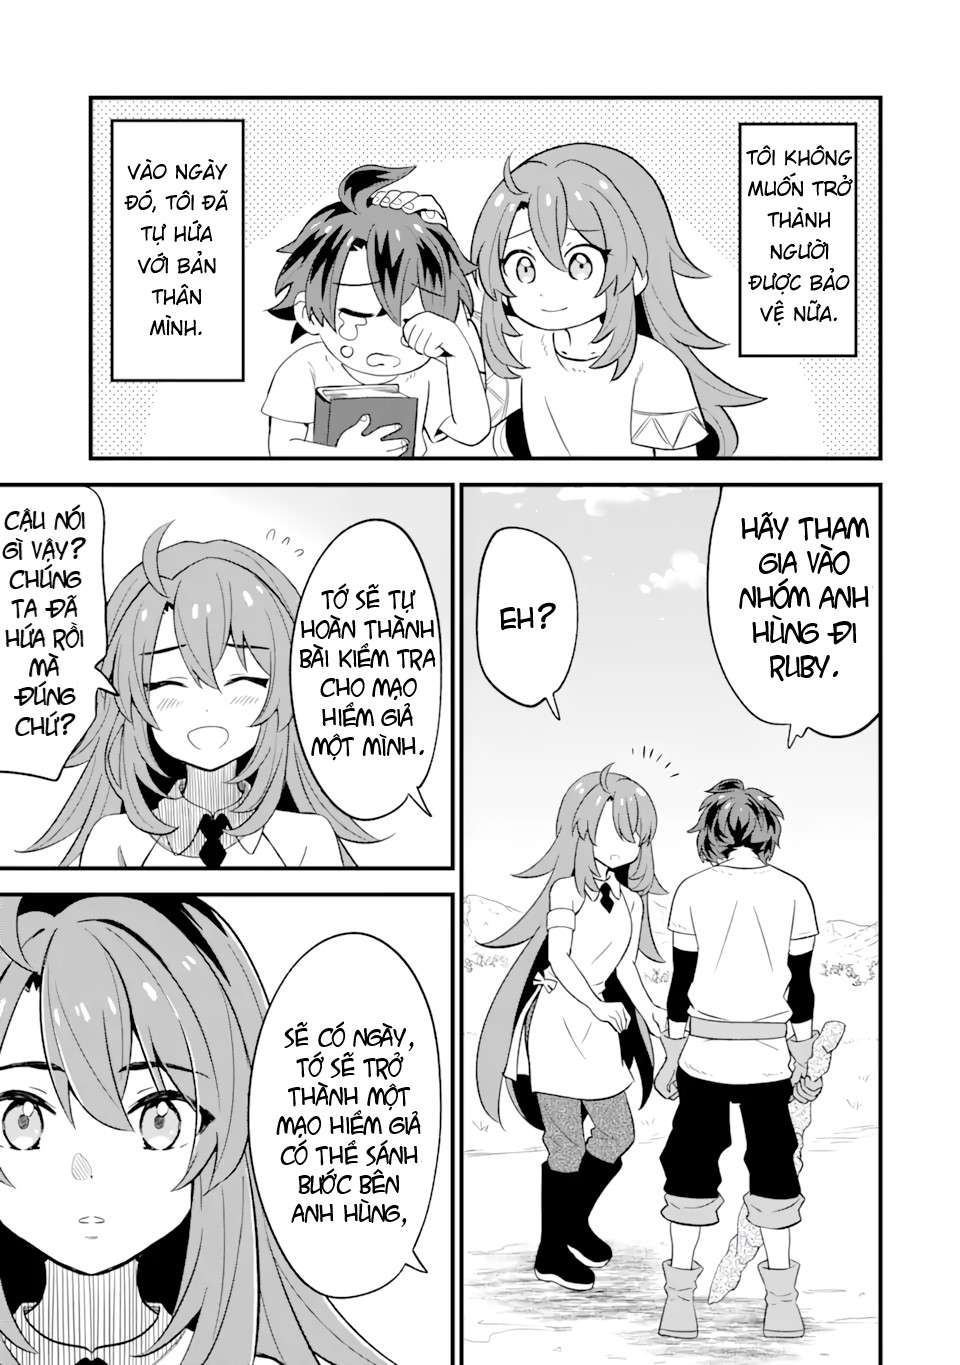 TÔI KHÔNG
MUỐN TRỞ
THÀNH
NGƯỜI
ĐƯỢC BẢO
VỆ NỮA.
VÀO NGÀY
ĐÓ, TÔI ĐÃ
TỰ HỨA
VỚI BẢN
THÂN
MÌNH.
HÃY THAM
GIA VÀO
NHÓM ANH
HÙNG ĐI
RUBY.
EH?
TỚ SẼ TỰ
HOÀN THÀNH
BÀI KIỂM TRA
CHO MẠO
HIỂM GIẢ
MỘT MÌNH.
CẬU NÓI
GÌ VẬY?
CHÚNG
TA ĐÃ
HỨA RỒI
MÀ
ĐÚNG
CHỨ?
SẼ CÓ NGÀY,
TỚ SẼ TRỞ
THÀNH MỘT
MẠO HIỂM GIẢ
CÓ THỂ SÁNH
BƯỚC BÊN
ANH HÙNG,